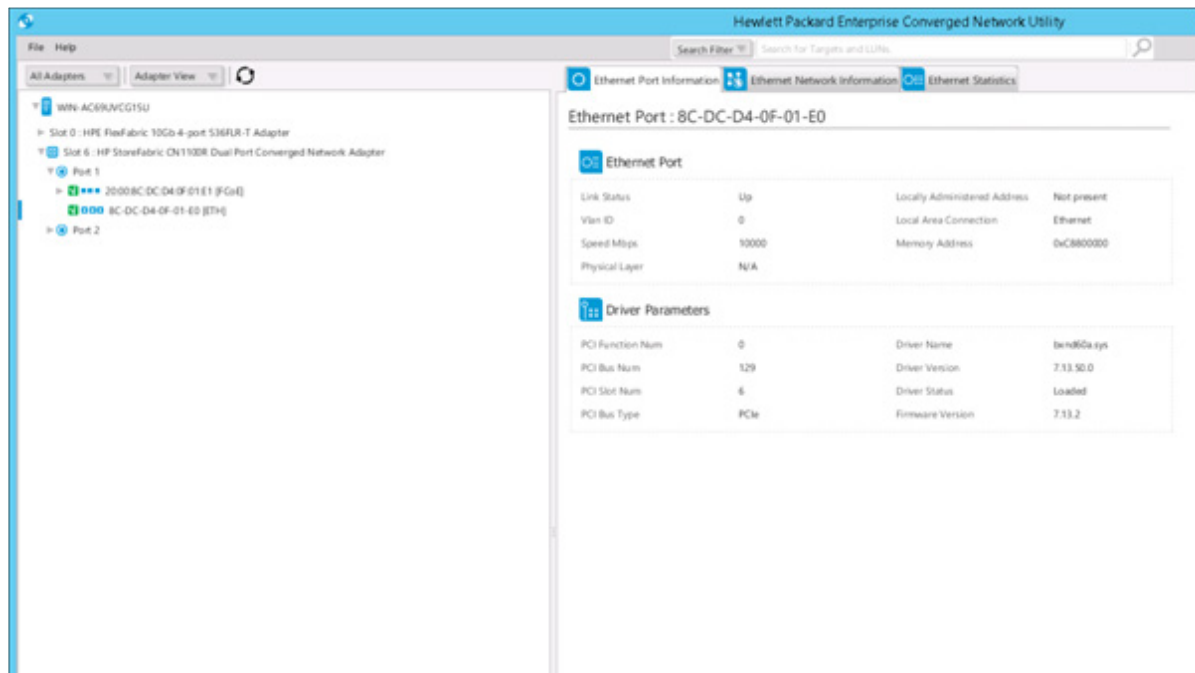 Hewlett Packard Enterprise Converged Network Utility
File Help
Search Filter Search for Targets and LUNs
All Adapters Adapter View
Ethernet Port Information Ethernet Network Information Ethernet Statistics
WIN-AC69UVCG1SU
Slot 0 : HPE FlexFabric 10Gb 4-port 536FLR-T Adapter
Slot 6 : HP StoreFabric CN1100R Dual Port Converged Network Adapter
Port 1
20:00:8C:DC:D4:0F:01:E1 [FCoE]
8C-DC-D4-0F-01-E0 [ETH]
Port 2
Ethernet Port : 8C-DC-D4-0F-01-E0
Ethernet Port
Link Status Up Locally Administered Address Not present
Vlan ID 0 Local Area Connection Ethernet
Speed Mbps 10000 Memory Address 0xC8800000
Physical Layer N/A
Driver Parameters
PCI Function Num 0 Driver Name bxnd60a.sys
PCI Bus Num 129 Driver Version 7.13.50.0
PCI Slot Num 6 Driver Status Loaded
PCI Bus Type PCIe Firmware Version 7.13.2